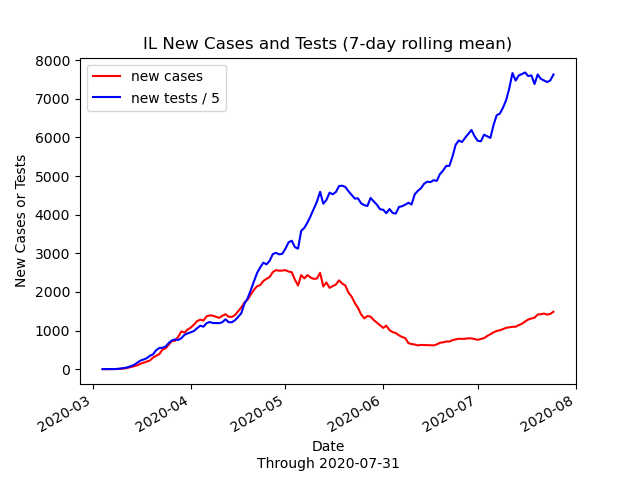 IL New Cases and Tests (7-day rolling mean)
new cases
new tests / 5
8000
7000
6000
5000
4000
3000
2000
1000
0
New Cases or Tests
2020-03
2020-04
2020-05
2020-06
2020-07
2020-08
Date
Through 2020-07-31